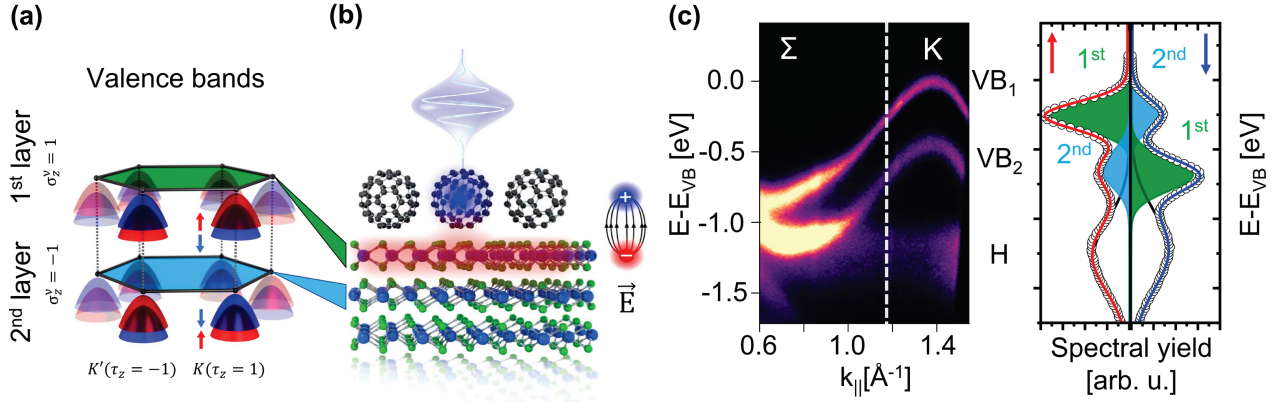 (a)
Valence bands
1st layer
σzᵛ = 1
2nd layer
σzᵛ = −1
K′(τz = −1) K(τz = 1)
(b)
+
−
E⃗
(c)
Σ K
E-EVB [eV]
0.0
-0.5
-1.0
-1.5
0.6 1.0 1.4
k||[Å-1]
VB1
VB2
H
1st 2nd
1st
2nd
Spectral yield
[arb. u.]
E-EVB [eV]